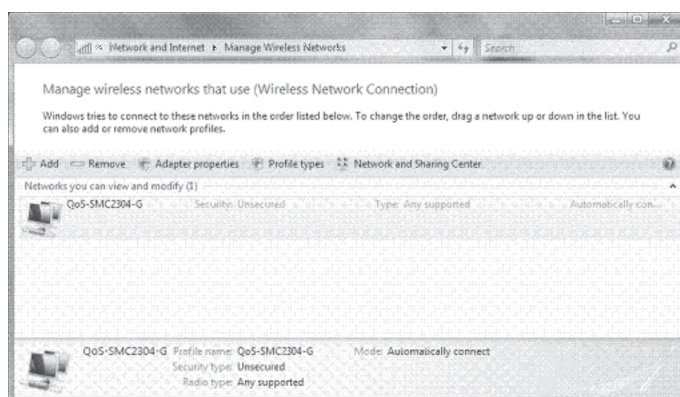 Network and Internet ▸ Manage Wireless Networks Search
Manage wireless networks that use (Wireless Network Connection)
Windows tries to connect to these networks in the order listed below. To change the order, drag a network up or down in the list. You
can also add or remove network profiles.
Add Remove Adapter properties Profile types Network and Sharing Center
Networks you can view and modify (1)
QoS-SMC2304-G Security: Unsecured Type: Any supported Automatically con...
QoS-SMC2304-G Profile name: QoS-SMC2304-G Mode: Automatically connect
Security type: Unsecured
Radio type: Any supported